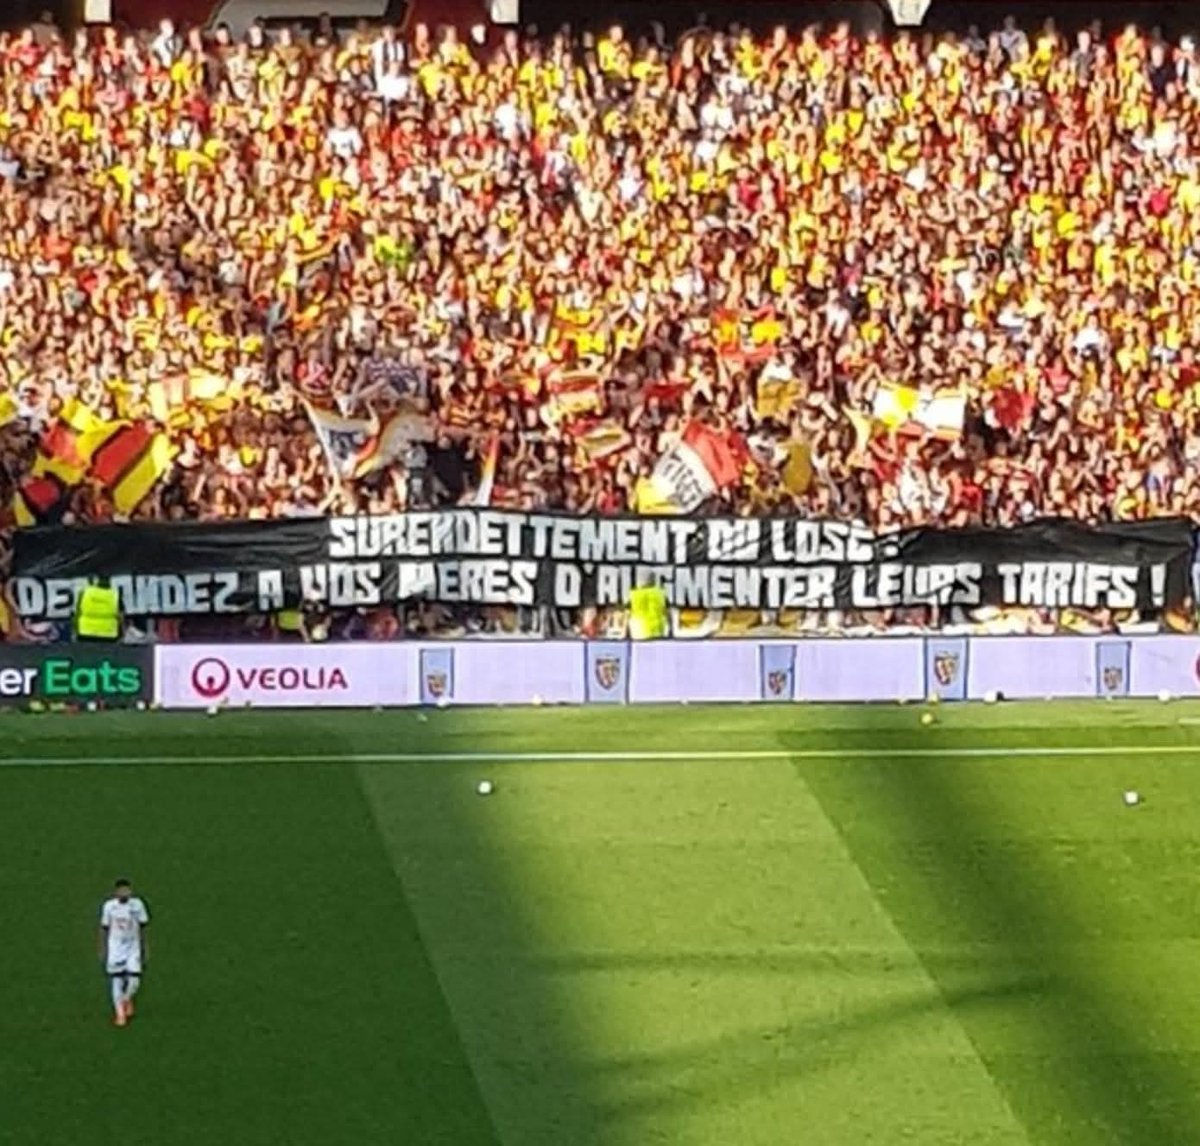 SURENDETTEMENT DU LOSC :
DEMANDEZ A VOS MERES D'AUGMENTER LEURS TARIFS !
er Eats
VEOLIA